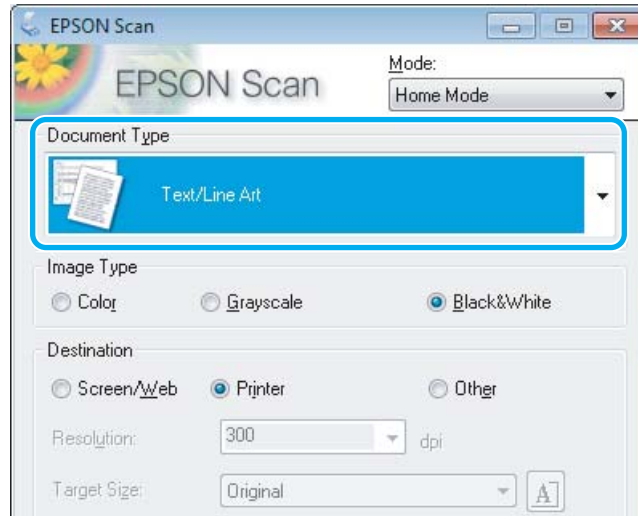 EPSON Scan
EPSON Scan
Mode:
Home Mode
Document Type
Text/Line Art
Image Type
Color Grayscale Black&White
Destination
Screen/Web Printer Other
Resolution: 300 dpi
Target Size: Original A